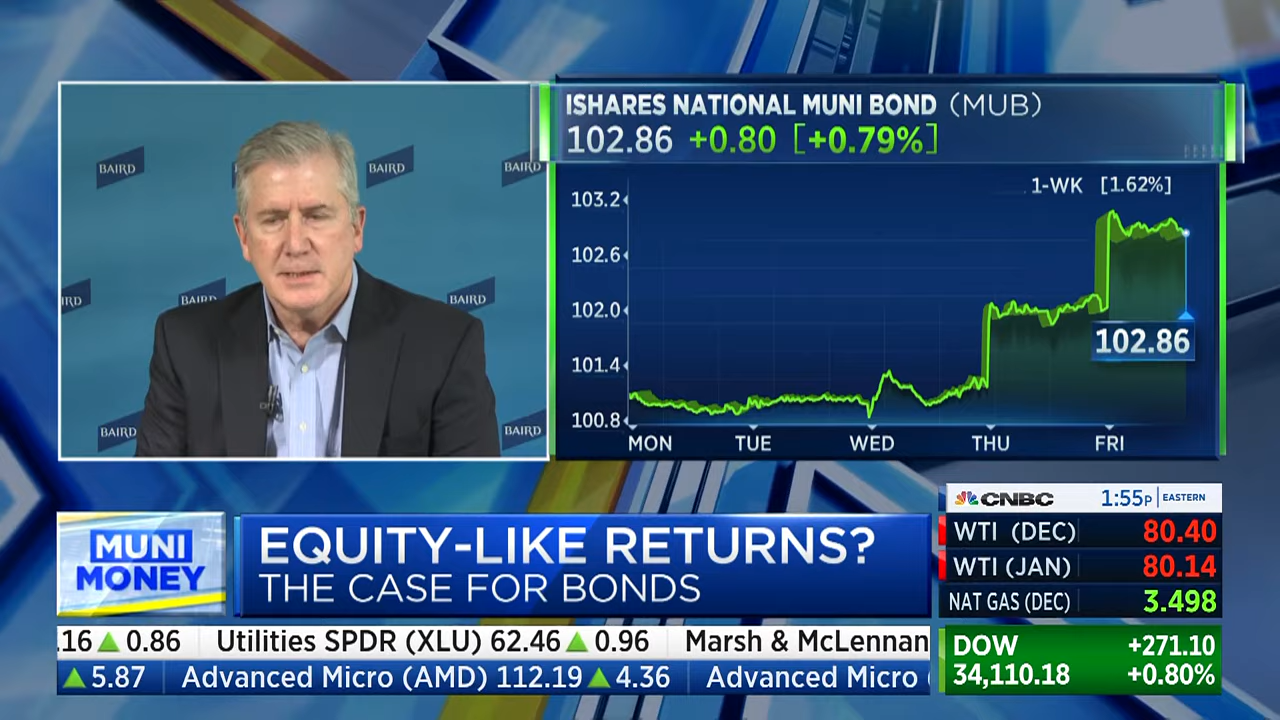 BAIRD
BAIRD
BAIRD
IRD
BAIRD
BAIRD
BAIRD
BAIRD
ISHARES NATIONAL MUNI BOND (MUB)
102.86 +0.80 [+0.79%]
1-WK [1.62%]
103.2
102.6
102.0
101.4
100.8
102.86
MON TUE WED THU FRI
MUNI
MONEY
EQUITY-LIKE RETURNS?
THE CASE FOR BONDS
CNBC 1:55P EASTERN
WTI (DEC) 80.40
WTI (JAN) 80.14
NAT GAS (DEC) 3.498
DOW +271.10
34,110.18 +0.80%
.16 ▲ 0.86 Utilities SPDR (XLU) 62.46 ▲ 0.96 Marsh & McLennan
▲ 5.87 Advanced Micro (AMD) 112.19 ▲ 4.36 Advanced Micro (